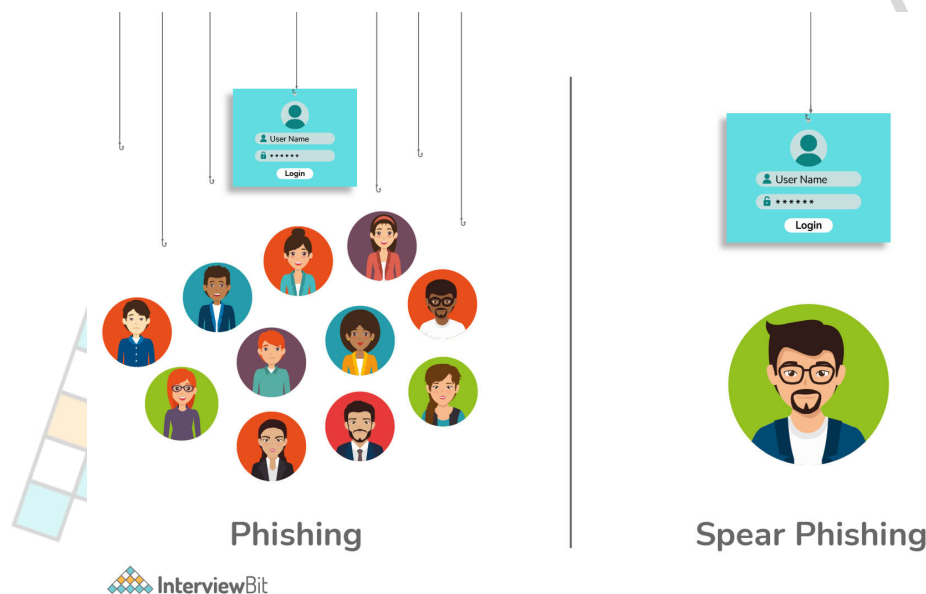 User Name
******
Login
User Name
******
Login
Phishing
Spear Phishing
InterviewBit